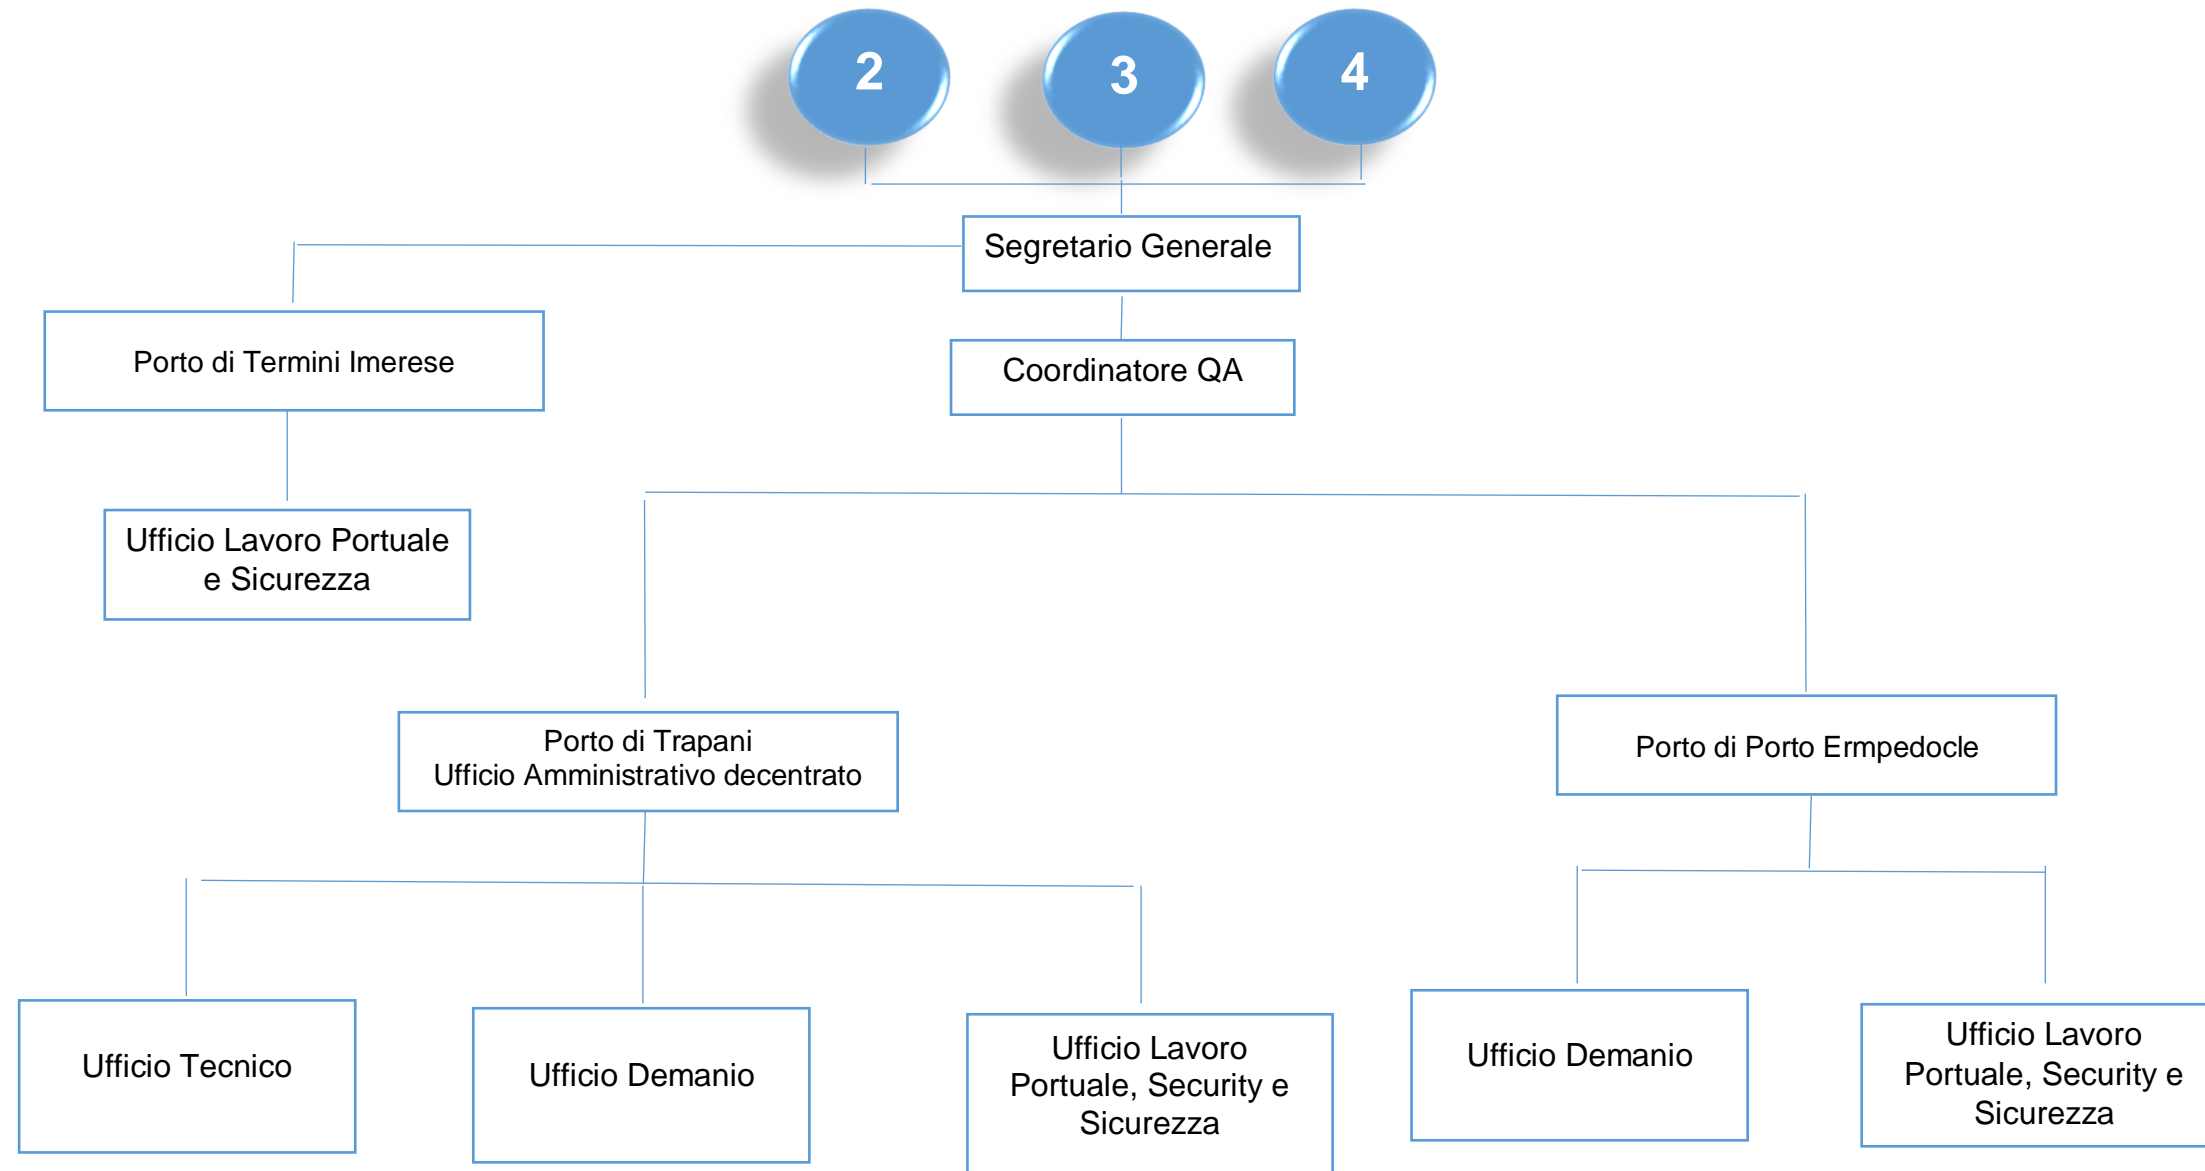 2
3
4
Segretario Generale
Porto di Termini Imerese
Coordinatore QA
Ufficio Lavoro Portuale
e Sicurezza
Porto di Trapani
Ufficio Amministrativo decentrato
Porto di Porto Ermpedocle
Ufficio Tecnico
Ufficio Demanio
Ufficio Lavoro
Portuale, Security e
Sicurezza
Ufficio Demanio
Ufficio Lavoro
Portuale, Security e
Sicurezza